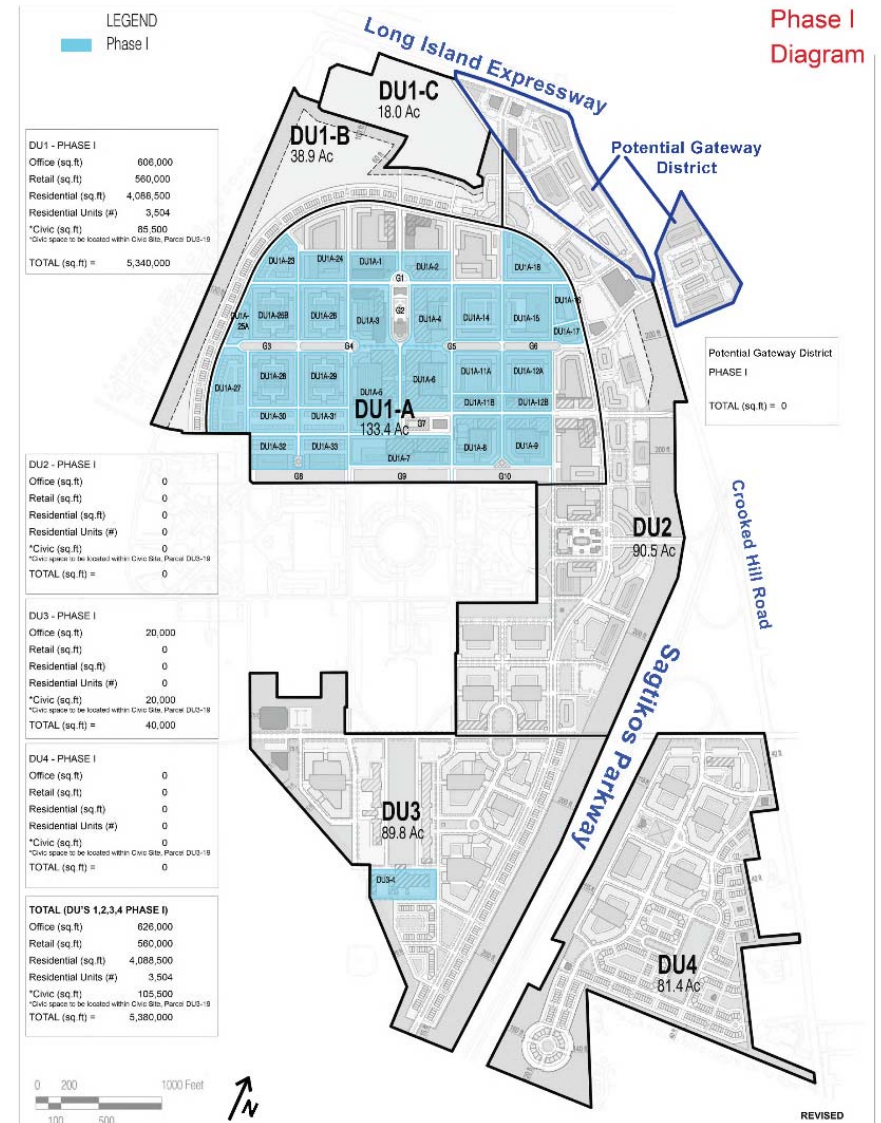 LEGEND
Phase I
Phase I
Diagram
Long Island Expressway
DU1-C
18.0 Ac
DU1-B
38.9 Ac
Potential Gateway
District
DU1 - PHASE I
Office (sq.ft) 606,000
Retail (sq.ft) 560,000
Residential (sq.ft) 4,088,500
Residential Units (#) 3,504
*Civic (sq.ft) 85,500
*Civic space to be located within Civic Site, Parcel DU3-19
TOTAL (sq.ft) = 5,340,000
DU1A-23
DU1A-24
DU1A-1
DU1A-2
DU1A-18
G1
G2
DU1A-25A
DU1A-25B
DU1A-26
DU1A-3
DU1A-4
DU1A-14
DU1A-15
DU1A-16
DU1A-17
200 ft
G3
G4
G5
G6
Potential Gateway District
PHASE I
TOTAL (sq.ft) = 0
DU1A-27
DU1A-28
DU1A-29
DU1A-5
DU1A-6
DU1A-11A
DU1A-12A
DU1A-11B
DU1A-12B
DU1-A
133.4 Ac
DU1A-30
DU1A-31
G7
DU1A-32
DU1A-33
DU1A-7
DU1A-8
DU1A-9
200 ft
G8
G9
G10
DU2 - PHASE I
Office (sq.ft) 0
Retail (sq.ft) 0
Residential (sq.ft) 0
Residential Units (#) 0
*Civic (sq.ft) 0
*Civic space to be located within Civic Site, Parcel DU3-19
TOTAL (sq.ft) = 0
DU2
90.5 Ac
Crooked Hill Road
DU3 - PHASE I
Office (sq.ft) 20,000
Retail (sq.ft) 0
Residential (sq.ft) 0
Residential Units (#) 0
*Civic (sq.ft) 20,000
*Civic space to be located within Civic Site, Parcel DU3-19
TOTAL (sq.ft) = 40,000
Sagtikos Parkway
DU4 - PHASE I
Office (sq.ft) 0
Retail (sq.ft) 0
Residential (sq.ft) 0
Residential Units (#) 0
*Civic (sq.ft) 0
*Civic space to be located within Civic Site, Parcel DU3-19
TOTAL (sq.ft) = 0
DU3
89.8 Ac
DU3-4
TOTAL (DU'S 1,2,3,4 PHASE I)
Office (sq.ft) 626,000
Retail (sq.ft) 560,000
Residential (sq.ft) 4,088,500
Residential Units (#) 3,504
*Civic (sq.ft) 105,500
*Civic space to be located within Civic Site, Parcel DU3-19
TOTAL (sq.ft) = 5,380,000
DU4
81.4 Ac
0 200 1000 Feet
100 500
N
REVISED